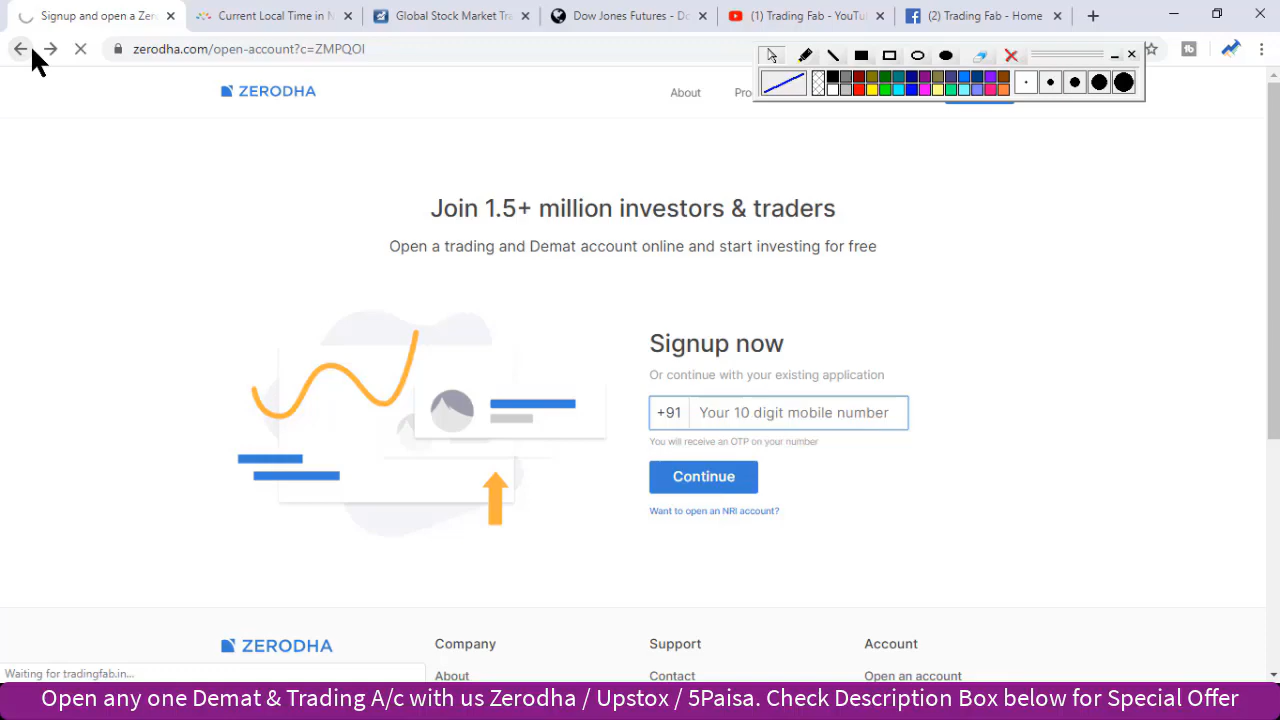 Signup and open a Zer
Current Local Time in N
Global Stock Market Tra
Dow Jones Futures - Do
(1) Trading Fab - YouTu
(2) Trading Fab - Home
zerodha.com/open-account?c=ZMPQOI
ZERODHA
About
Pro
Join 1.5+ million investors & traders
Open a trading and Demat account online and start investing for free
Signup now
Or continue with your existing application
+91 Your 10 digit mobile number
You will receive an OTP on your number
Continue
Want to open an NRI account?
ZERODHA
Company
Support
Account
About
Contact
Open an account
Waiting for tradingfab.in...
Open any one Demat & Trading A/c with us Zerodha / Upstox / 5Paisa. Check Description Box below for Special Offer